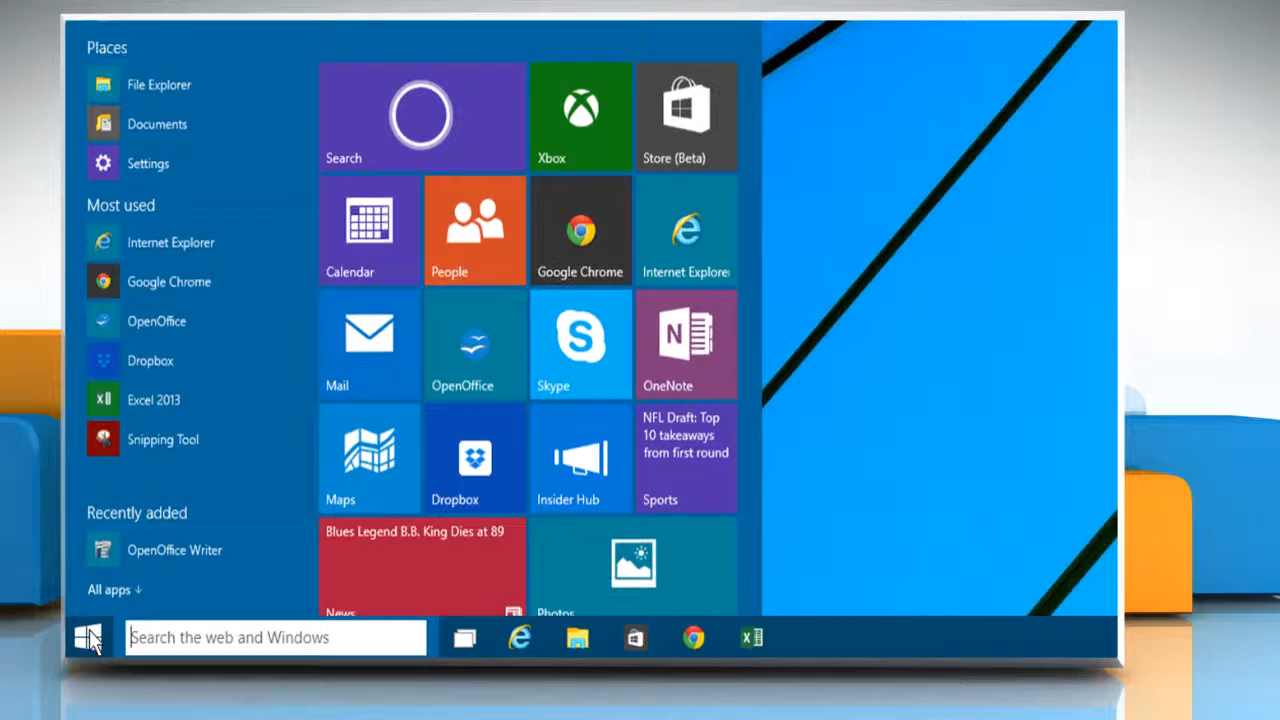 Places
File Explorer
Documents
Settings
Most used
Internet Explorer
Google Chrome
OpenOffice
Dropbox
Excel 2013
Snipping Tool
Recently added
OpenOffice Writer
All apps
Search
Xbox
Store (Beta)
Calendar
People
Google Chrome
Internet Explorer
Mail
OpenOffice
Skype
N
OneNote
Maps
Dropbox
Insider Hub
NFL Draft: Top
10 takeaways
from first round
Sports
Blues Legend B.B. King Dies at 89
News
Photos
Search the web and Windows